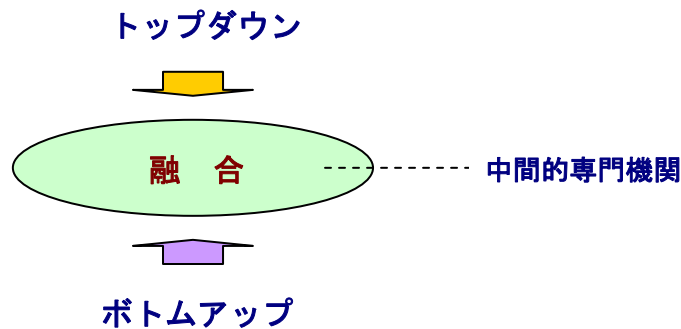 トップダウン
融 合
中間的専門機関
ボトムアップ